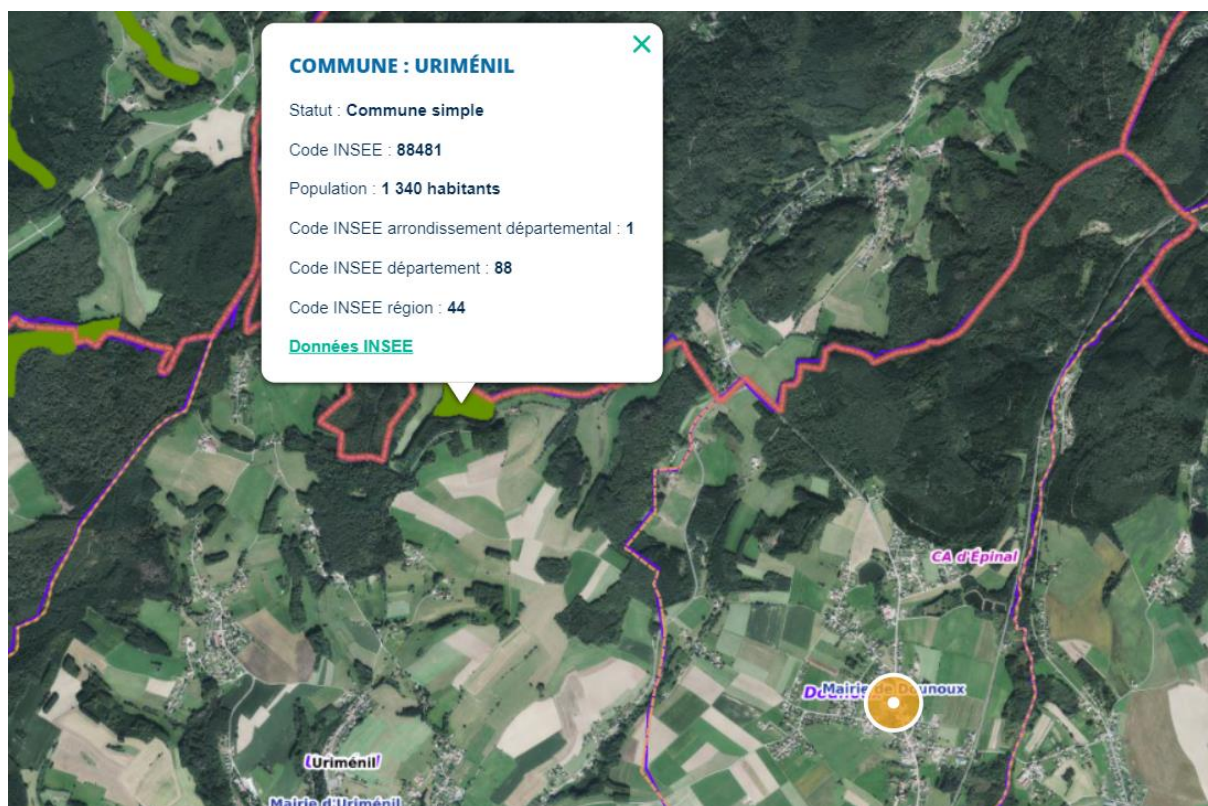 COMMUNE : URIMÉNIL
Statut : Commune simple
Code INSEE : 88481
Population : 1 340 habitants
Code INSEE arrondissement départemental : 1
Code INSEE département : 88
Code INSEE région : 44
Données INSEE
CA d'Épinal
Mairie de Dounoux
Uriménil
Mairie d'Uriménil